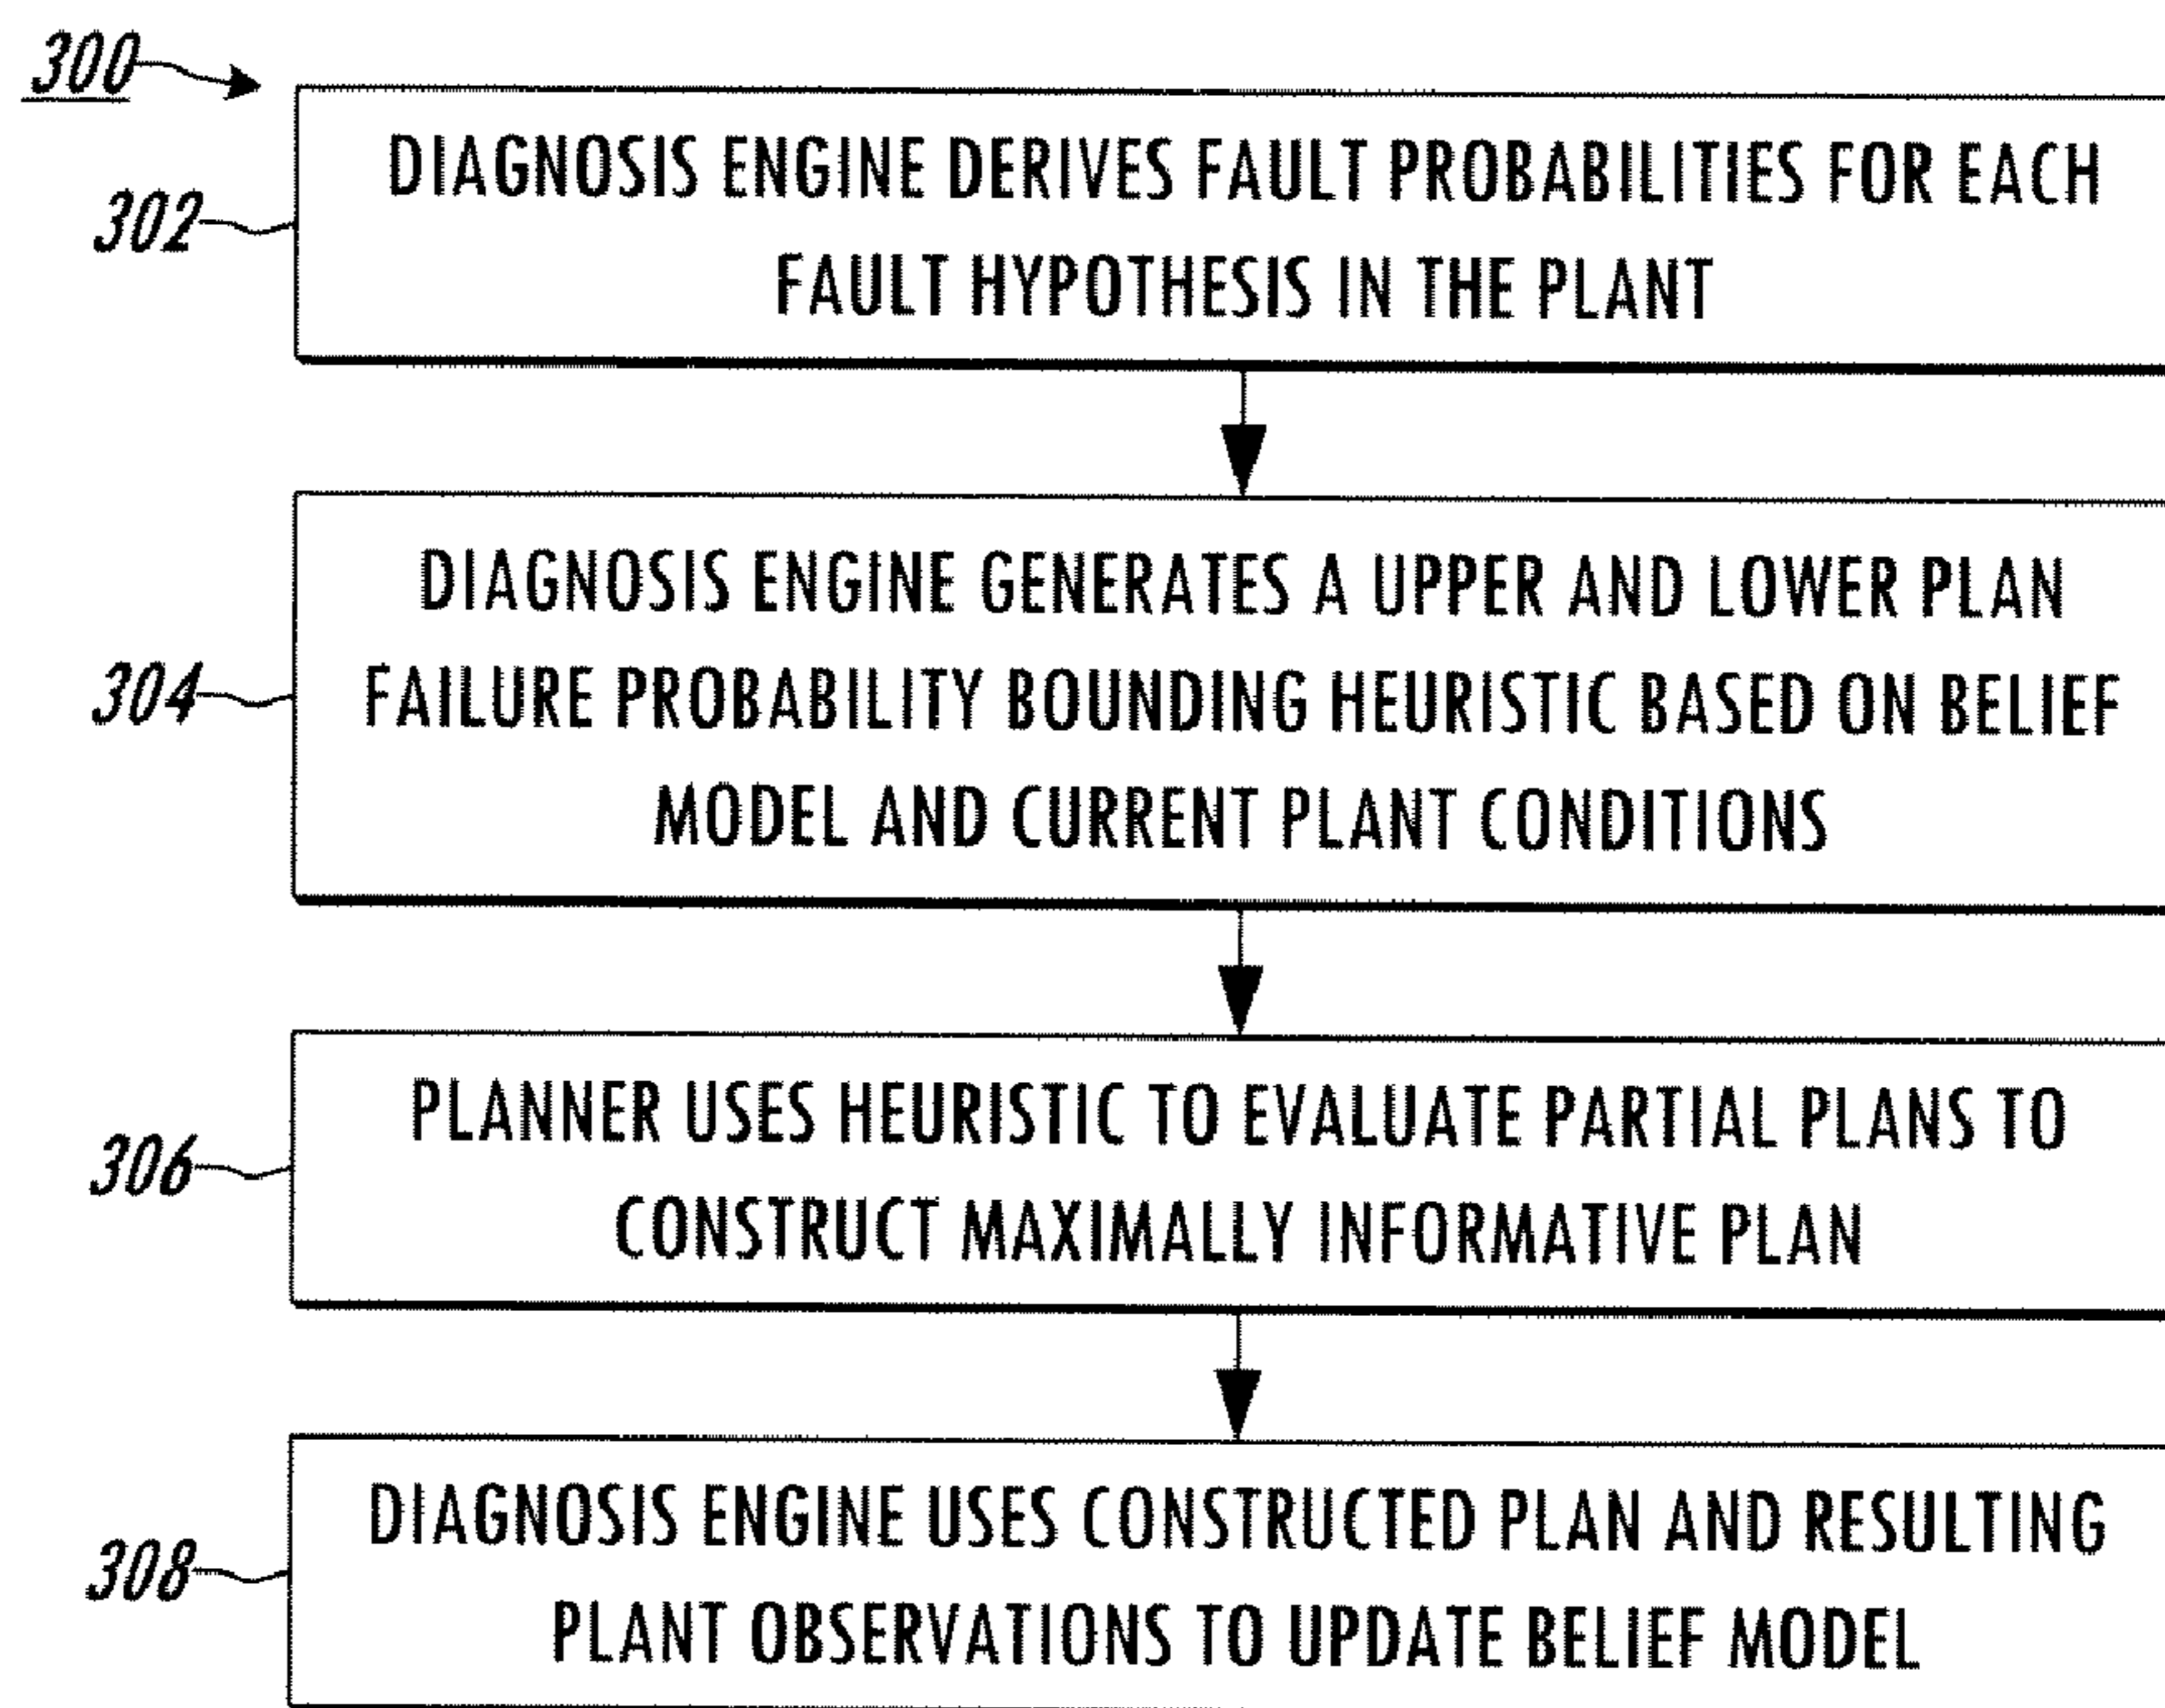 300
302
DIAGNOSIS ENGINE DERIVES FAULT PROBABILITIES FOR EACH
FAULT HYPOTHESIS IN THE PLANT
304
DIAGNOSIS ENGINE GENERATES A UPPER AND LOWER PLAN
FAILURE PROBABILITY BOUNDING HEURISTIC BASED ON BELIEF
MODEL AND CURRENT PLANT CONDITIONS
306
PLANNER USES HEURISTIC TO EVALUATE PARTIAL PLANS TO
CONSTRUCT MAXIMALLY INFORMATIVE PLAN
308
DIAGNOSIS ENGINE USES CONSTRUCTED PLAN AND RESULTING
PLANT OBSERVATIONS TO UPDATE BELIEF MODEL